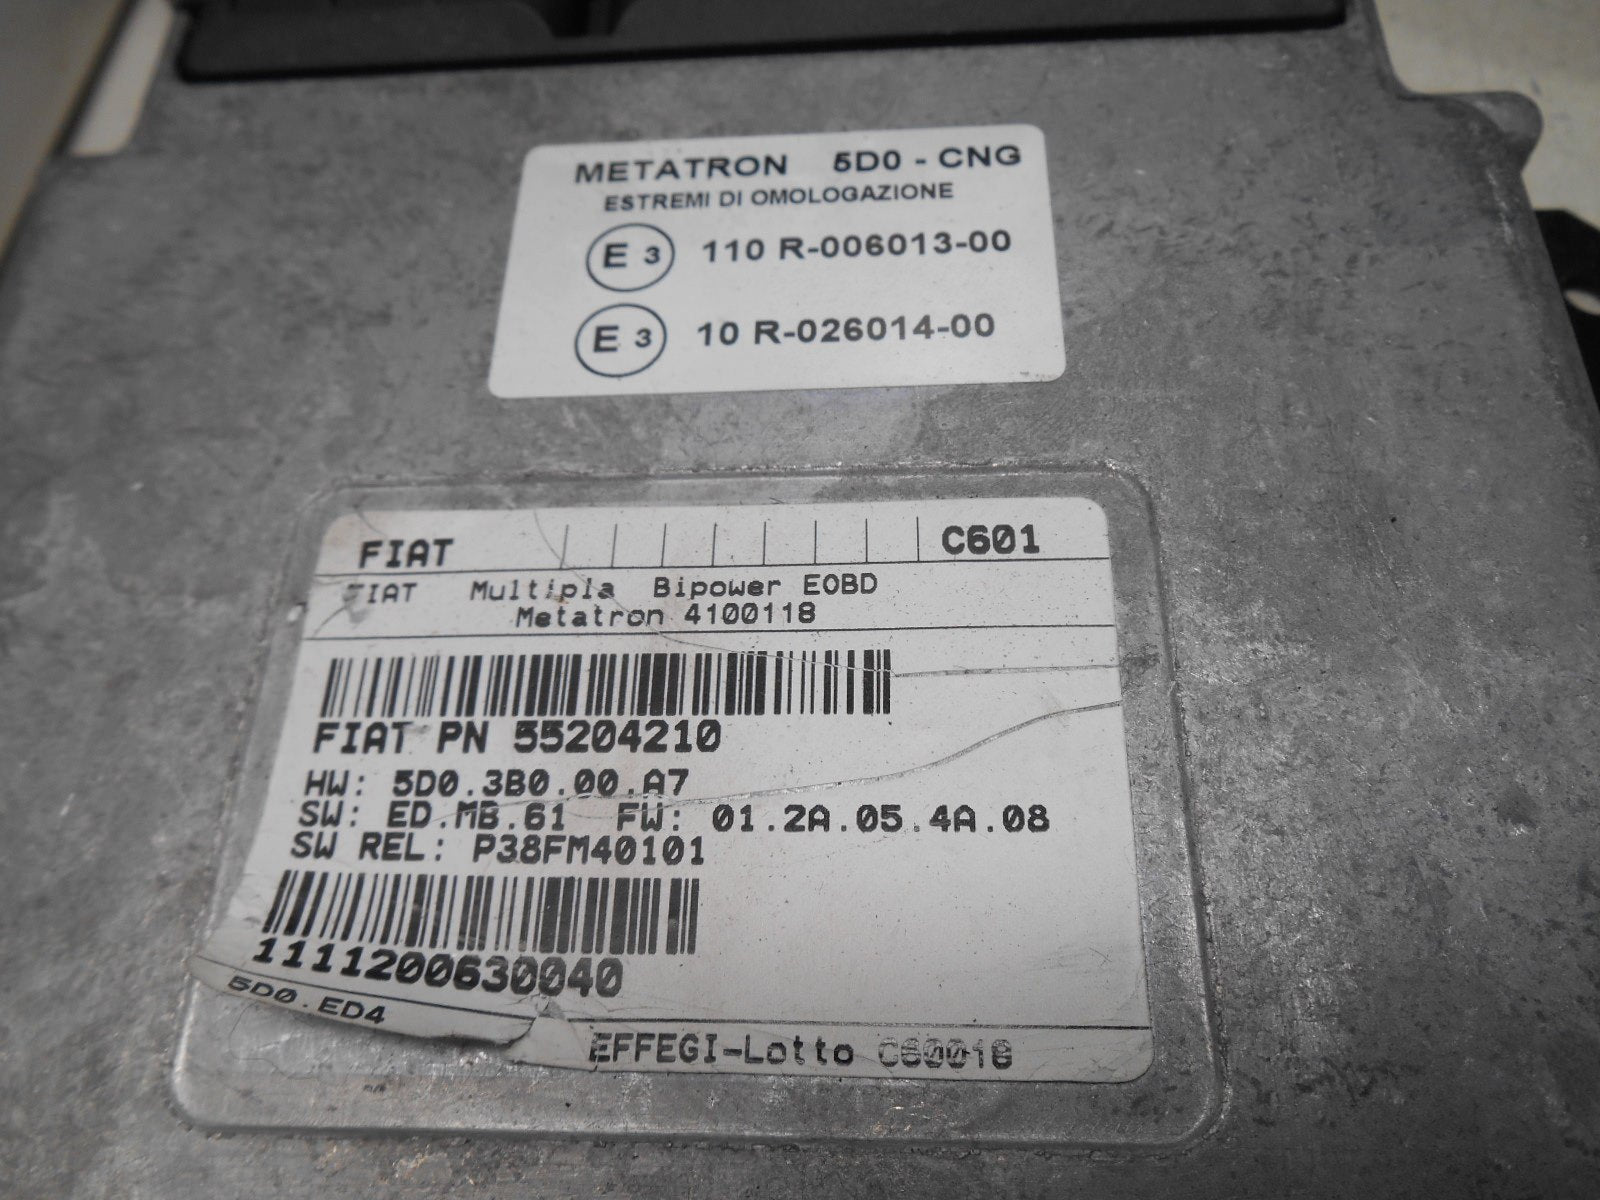 METATRON 5D0 - CNG
ESTREMI DI OMOLOGAZIONE
E 3 110 R-006013-00
E 3 10 R-026014-00
FIAT C601
FIAT Multipla Bipower EOBD
Metatron 4100118
FIAT PN 55204210
HW: 5D0.3B0.00.A7
SW: ED.MB.61 FW: 01.2A.05.4A.08
SW REL: P38FM40101
1111200630040
5D0.ED4
EFFEGI-Lotto